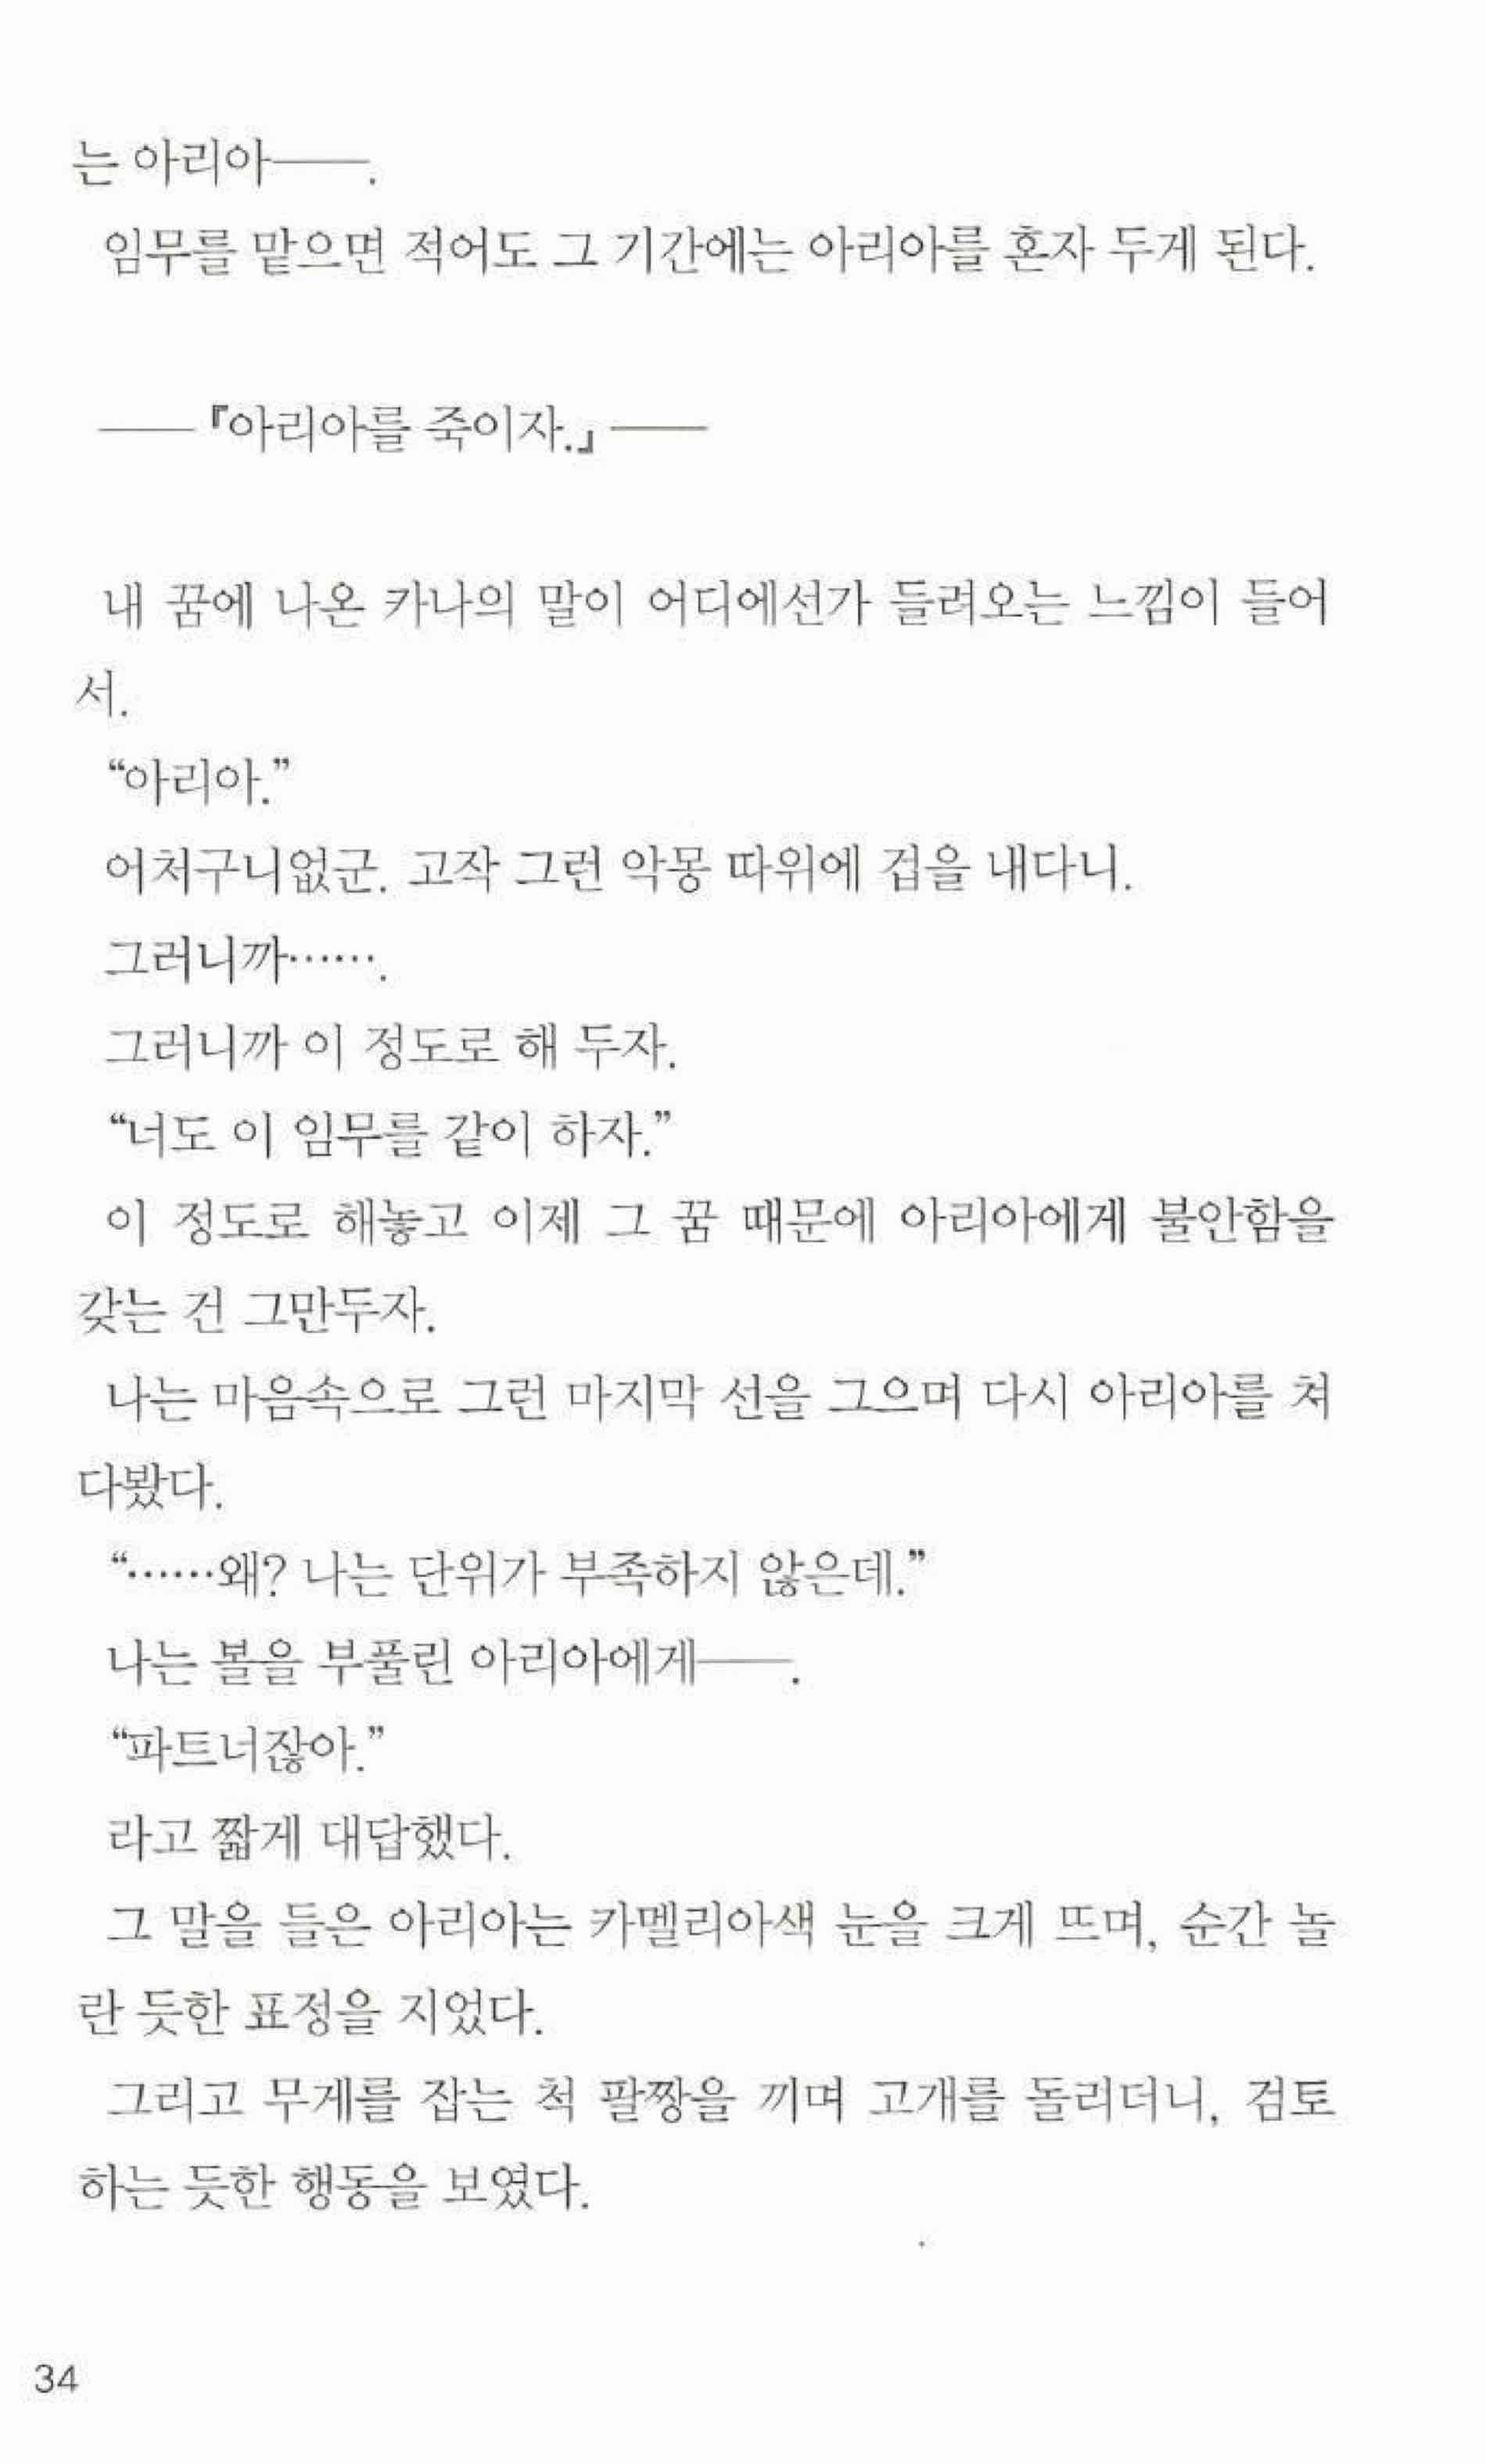 는 아리아――.
임무를 맡으면 적어도 그 기간에는 아리아를 혼자 두게 된다.
――『아리아를 죽이자.』――
내 꿈에 나온 카나의 말이 어디에선가 들려오는 느낌이 들어
서.
“아리아.”
어처구니없군. 고작 그런 악몽 따위에 겁을 내다니.
그러니까…….
그러니까 이 정도로 해 두자.
“너도 이 임무를 같이 하자.”
이 정도로 해놓고 이제 그 꿈 때문에 아리아에게 불안함을
갖는 건 그만두자.
나는 마음속으로 그런 마지막 선을 그으며 다시 아리아를 쳐
다봤다.
“……왜? 나는 단위가 부족하지 않은데.”
나는 볼을 부풀린 아리아에게――.
“파트너잖아.”
라고 짧게 대답했다.
그 말을 들은 아리아는 카멜리아색 눈을 크게 뜨며, 순간 놀
란 듯한 표정을 지었다.
그리고 무게를 잡는 척 팔짱을 끼며 고개를 돌리더니, 검토
하는 듯한 행동을 보였다.
34